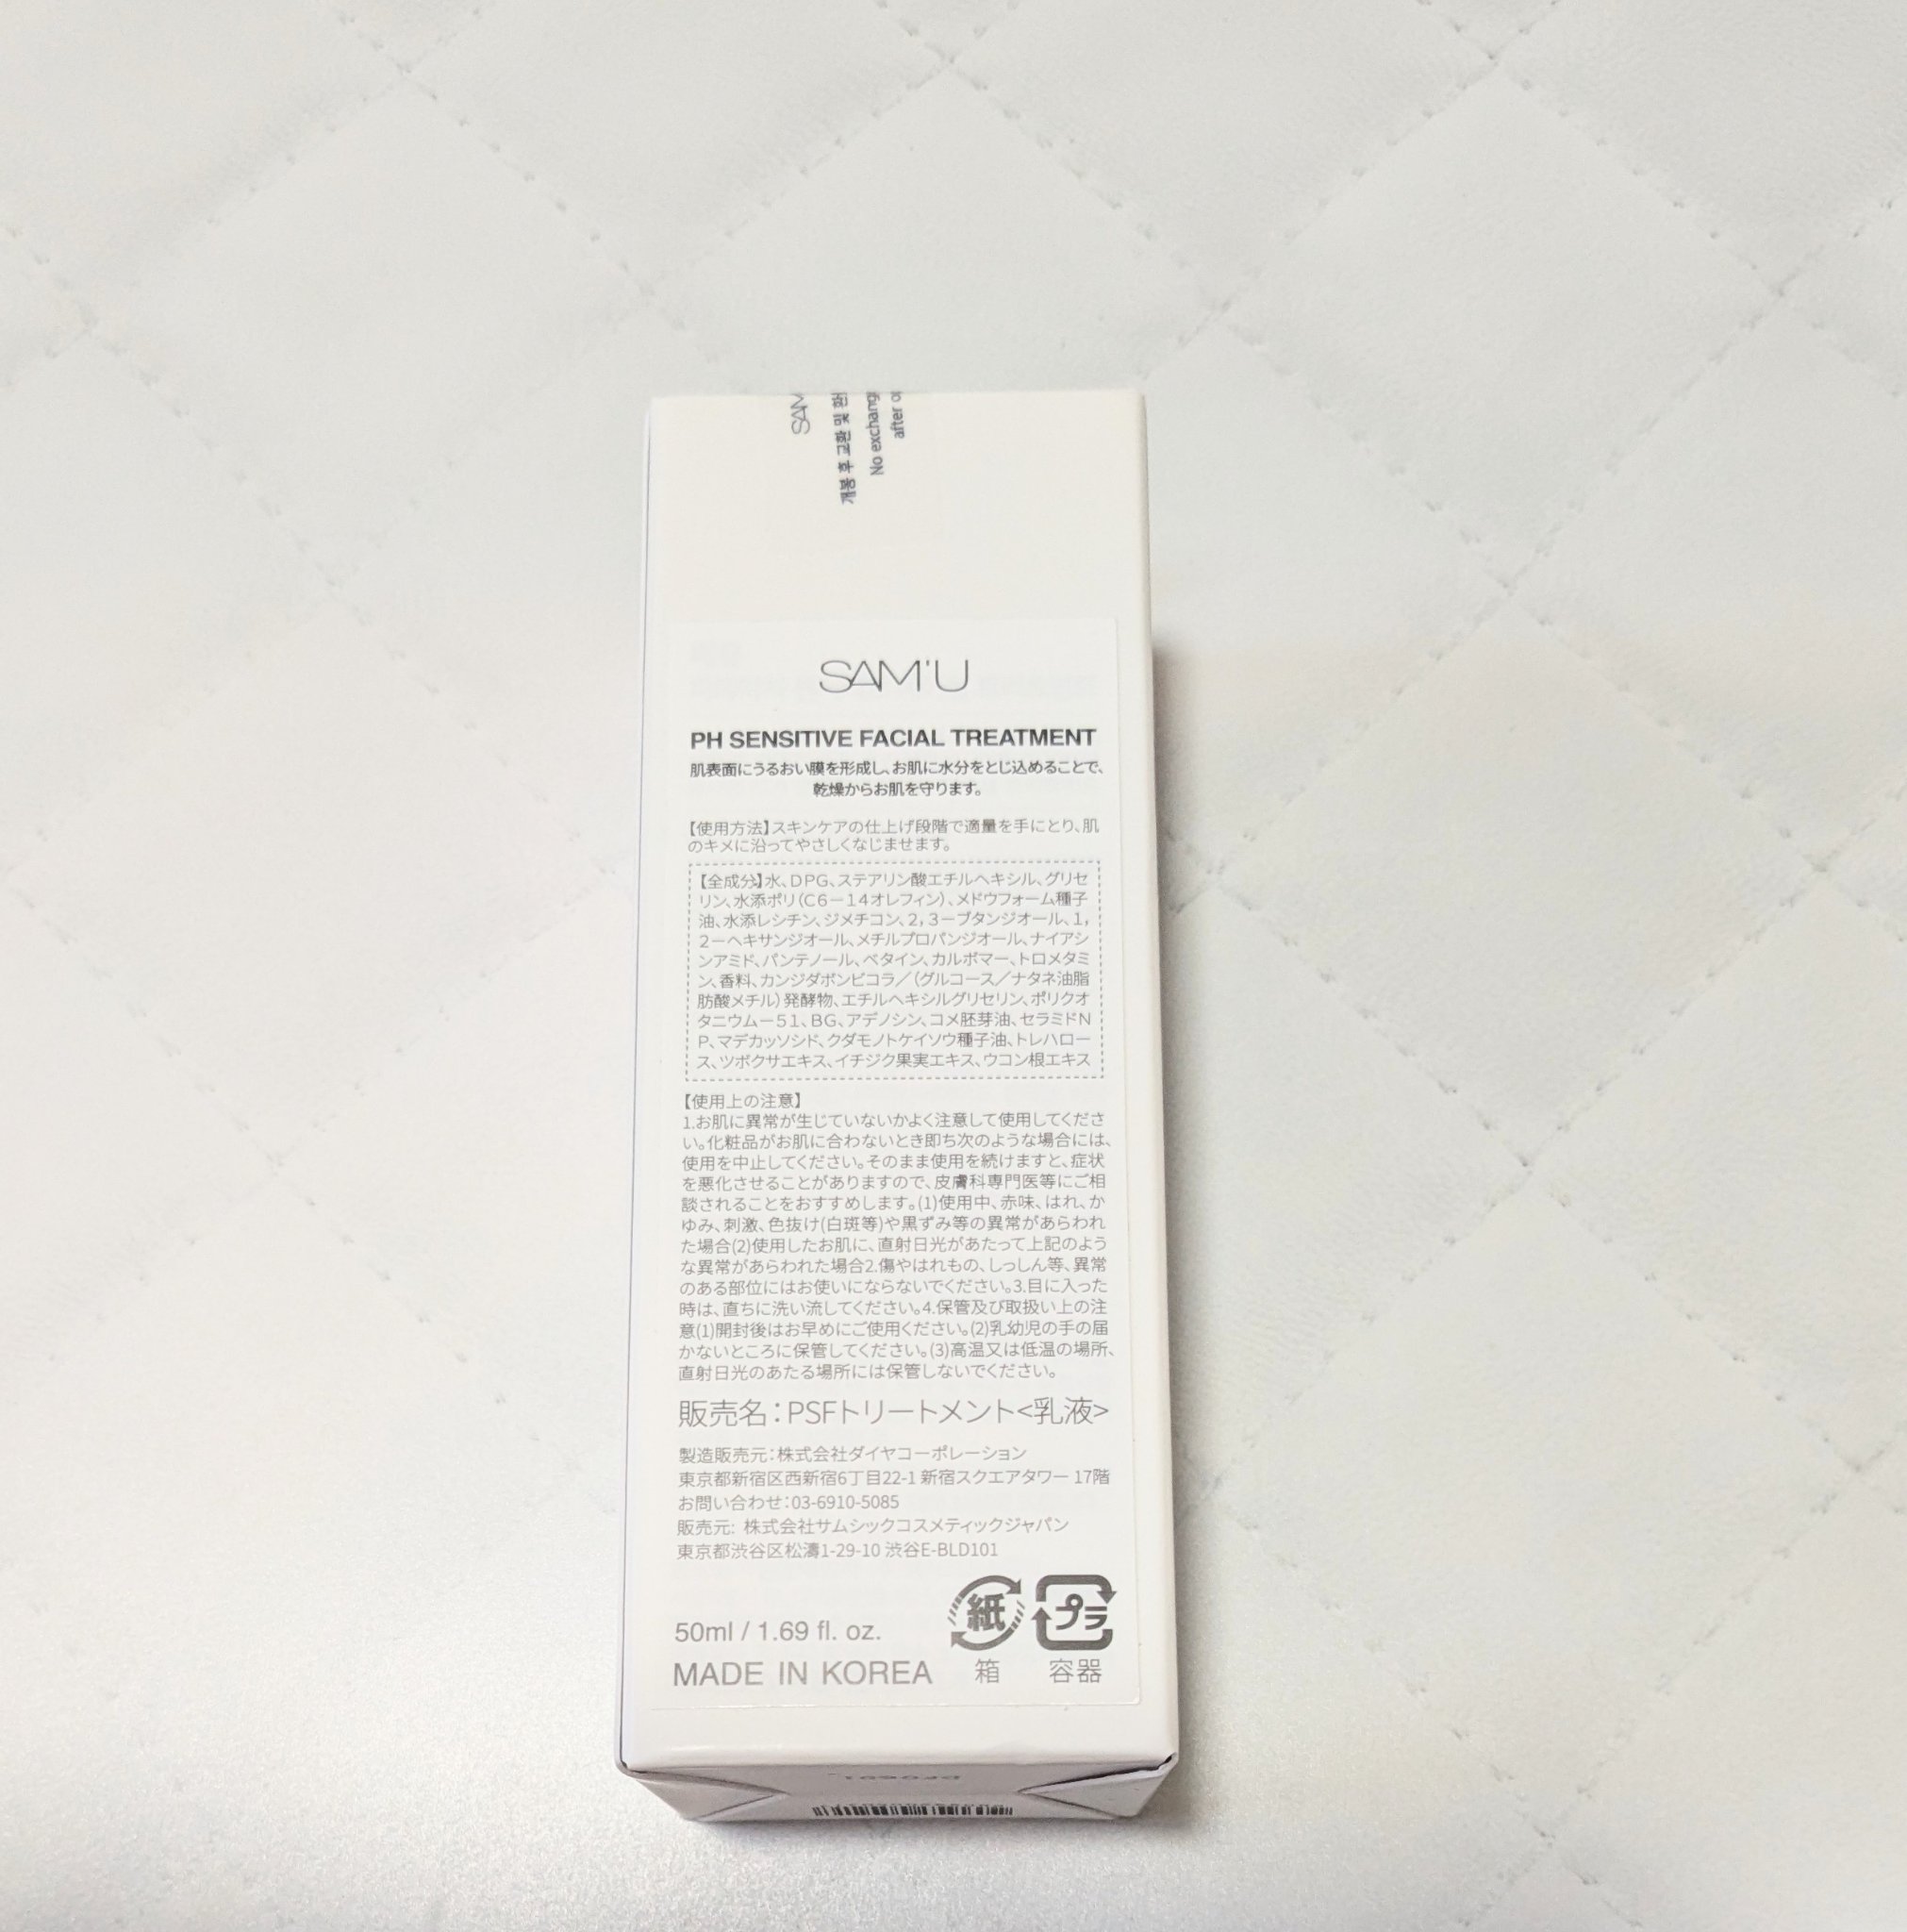 SAM
개봉 후 교환 및
No exchang
after
SAM'U
PH SENSITIVE FACIAL TREATMENT
肌表面にうるおい膜を形成し、お肌に水分をとじ込めることで、
乾燥からお肌を守ります。
【使用方法】スキンケアの仕上げ段階で適量を手にとり、肌
のキメに沿ってやさしくなじませます。
【全成分】水、DPG、ステアリン酸エチルヘキシル、グリセ
リン、水添ポリ(C6－14オレフィン)、メドウフォーム種子
油、水添レシチン、ジメチコン、2，3－ブタンジオール、1，
2－ヘキサンジオール、メチルプロパンジオール、ナイアシ
ンアミド、パンテノール、ベタイン、カルボマー、トロメタミ
ン、香料、カンジダボンビコラ／(グルコース／ナタネ油脂
肪酸メチル)発酵物、エチルヘキシルグリセリン、ポリクオ
タニウム－51、BG、アデノシン、コメ胚芽油、セラミドN
P、マデカッソシド、クダモノトケイソウ種子油、トレハロー
ス、ツボクサエキス、イチジク果実エキス、ウコン根エキス
【使用上の注意】
1.お肌に異常が生じていないかよく注意して使用してくださ
い。化粧品がお肌に合わないとき即ち次のような場合には、
使用を中止してください。そのまま使用を続けますと、症状
を悪化させることがありますので、皮膚科専門医等にご相
談されることをおすすめします。(1)使用中、赤味、はれ、か
ゆみ、刺激、色抜け(白斑等)や黒ずみ等の異常があらわれ
た場合(2)使用したお肌に、直射日光があたって上記のよう
な異常があらわれた場合2.傷やはれもの、しっしん等、異常
のある部位にはお使いにならないでください。3.目に入った
時は、直ちに洗い流してください。4.保管及び取扱い上の注
意(1)開封後はお早めにご使用ください。(2)乳幼児の手の届
かないところに保管してください。(3)高温又は低温の場所、
直射日光のあたる場所には保管しないでください。
販売名：PSFトリートメント<乳液>
製造販売元：株式会社ダイヤコーポレーション
東京都新宿区西新宿6丁目22-1 新宿スクエアタワー 17階
お問い合わせ：03-6910-5085
販売元: 株式会社サムシックコスメティックジャパン
東京都渋谷区松濤1-29-10 渋谷E-BLD101
紙 プラ
50ml / 1.69 fl. oz.
MADE IN KOREA 箱 容器